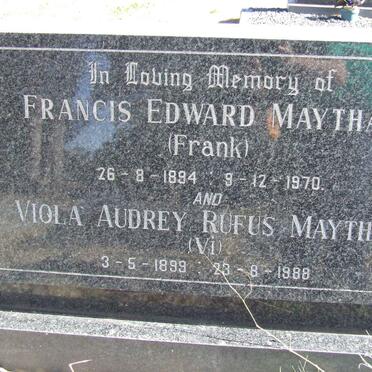 In Loving Memory of
FRANCIS EDWARD MAYTHA
(Frank)
26-8-1894 9-12-1970.
AND
VIOLA AUDREY RUFUS MAYTH
(Vi)
3-5-1899 : 23-8-1988